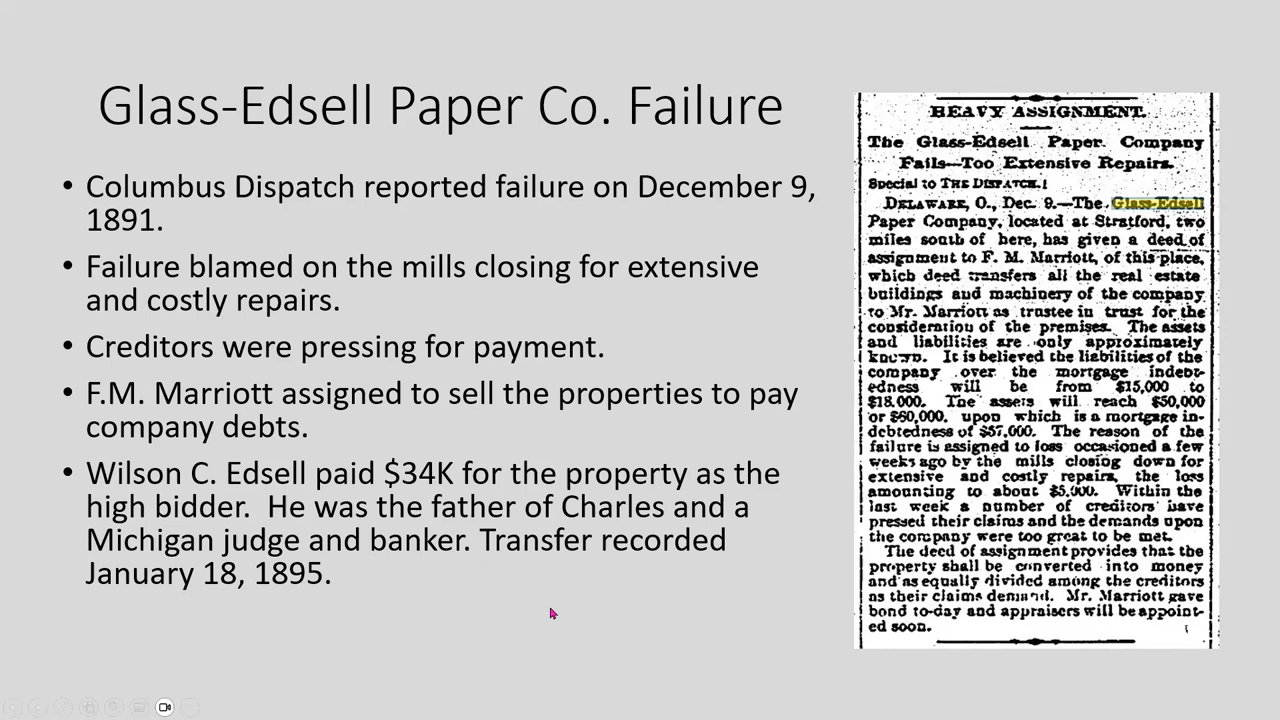 Glass-Edsell Paper Co. Failure
• Columbus Dispatch reported failure on December 9,
1891.
• Failure blamed on the mills closing for extensive
and costly repairs.
• Creditors were pressing for payment.
• F.M. Marriott assigned to sell the properties to pay
company debts.
• Wilson C. Edsell paid $34K for the property as the
high bidder.  He was the father of Charles and a
Michigan judge and banker. Transfer recorded
January 18, 1895.
HEAVY ASSIGNMENT.
The Glass-Edsell Paper Company
Fails—Too Extensive Repairs.
Special to THE DISPATCH.]
DELAWARE, O., Dec. 9.—The Glass-Edsell
Paper Company, located at Stratford, two
miles south of here, has given a deed of
assignment to F. M. Marriott, of this place,
which deed transfers all the real estate
buildings and machinery of the company
to Mr. Marriott as trustee in trust for the
consideration of the premises. The assets
and liabilities are only approximately
known. It is believed the liabilities of the
company over the mortgage indebt-
edness will be from $15,000 to
$18,000. The assets will reach $50,000
or $60,000, upon which is a mortgage in-
debtedness of $57,000. The reason of the
failure is assigned to loss occasioned a few
weeks ago by the mills closing down for
extensive and costly repairs, the loss
amounting to about $5,000. Within the
last week a number of creditors have
pressed their claims and the demands upon
the company were too great to be met.
The deed of assignment provides that the
property shall be converted into money
and as equally divided among the creditors
as their claims demand. Mr. Marriott gave
bond to-day and appraisers will be appoint-
ed soon.